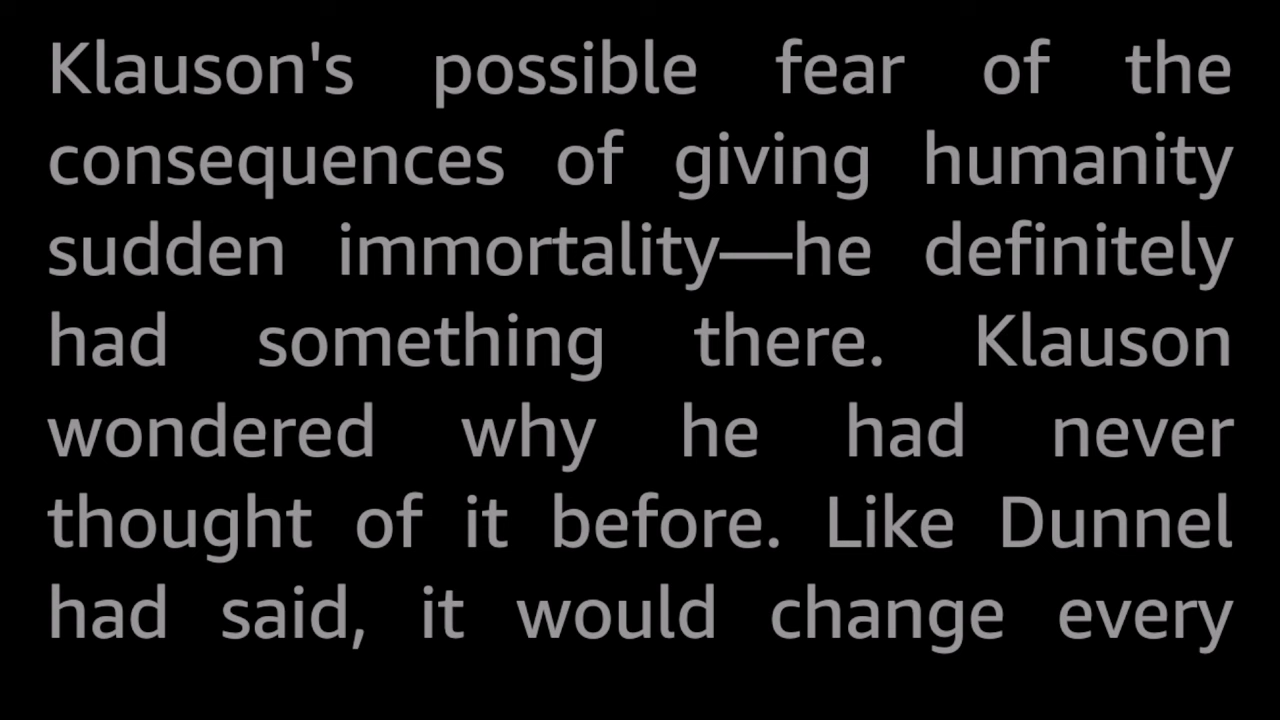 Klauson's possible fear of the
consequences of giving humanity
sudden immortality—he definitely
had something there. Klauson
wondered why he had never
thought of it before. Like Dunnel
had said, it would change every